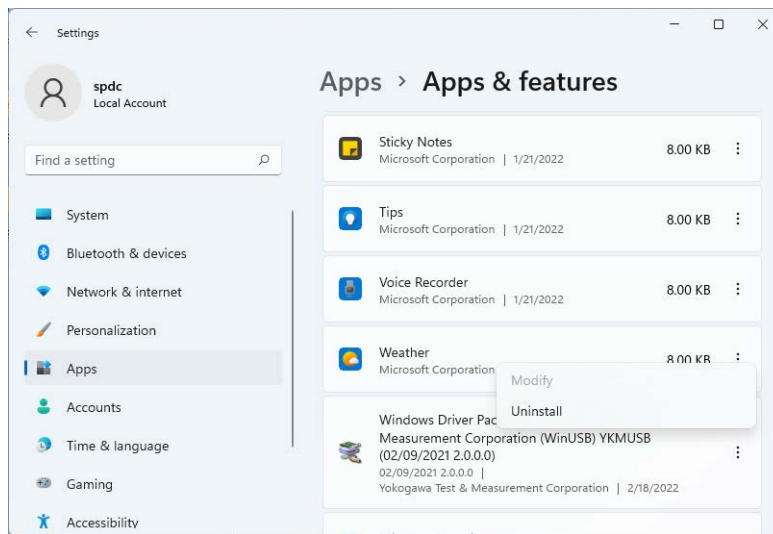 Settings
spdc
Local Account
Find a setting
System
Bluetooth & devices
Network & internet
Personalization
Apps
Accounts
Time & language
Gaming
Accessibility
Apps > Apps & features
Sticky Notes
Microsoft Corporation | 1/21/2022
8.00 KB
Tips
Microsoft Corporation | 1/21/2022
8.00 KB
Voice Recorder
Microsoft Corporation | 1/21/2022
8.00 KB
Weather
Microsoft Corporation
8.00 KB
Modify
Uninstall
Windows Driver Pac
Measurement Corporation (WinUSB) YKMUSB
(02/09/2021 2.0.0.0)
02/09/2021 2.0.0.0 |
Yokogawa Test & Measurement Corporation | 2/18/2022